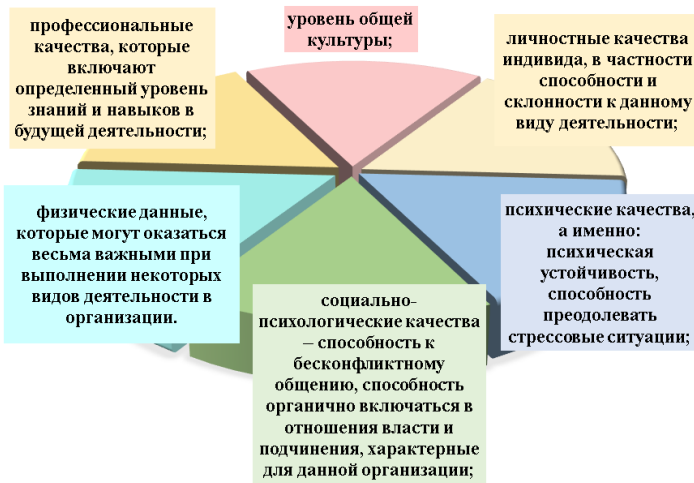 профессиональные
качества, которые
включают
определенный уровень
знаний и навыков в
будущей деятельности;
уровень общей
культуры;
личностные качества
индивида, в частности
способности и
склонности к данному
виду деятельности;
физические данные,
которые могут оказаться
весьма важными при
выполнении некоторых
видов деятельности в
организации.
психические качества,
а именно:
психическая
устойчивость,
способность
преодолевать
стрессовые ситуации;
социально-
психологические качества
– способность к
бесконфликтному
общению, способность
органично включаться в
отношения власти и
подчинения, характерные
для данной организации;